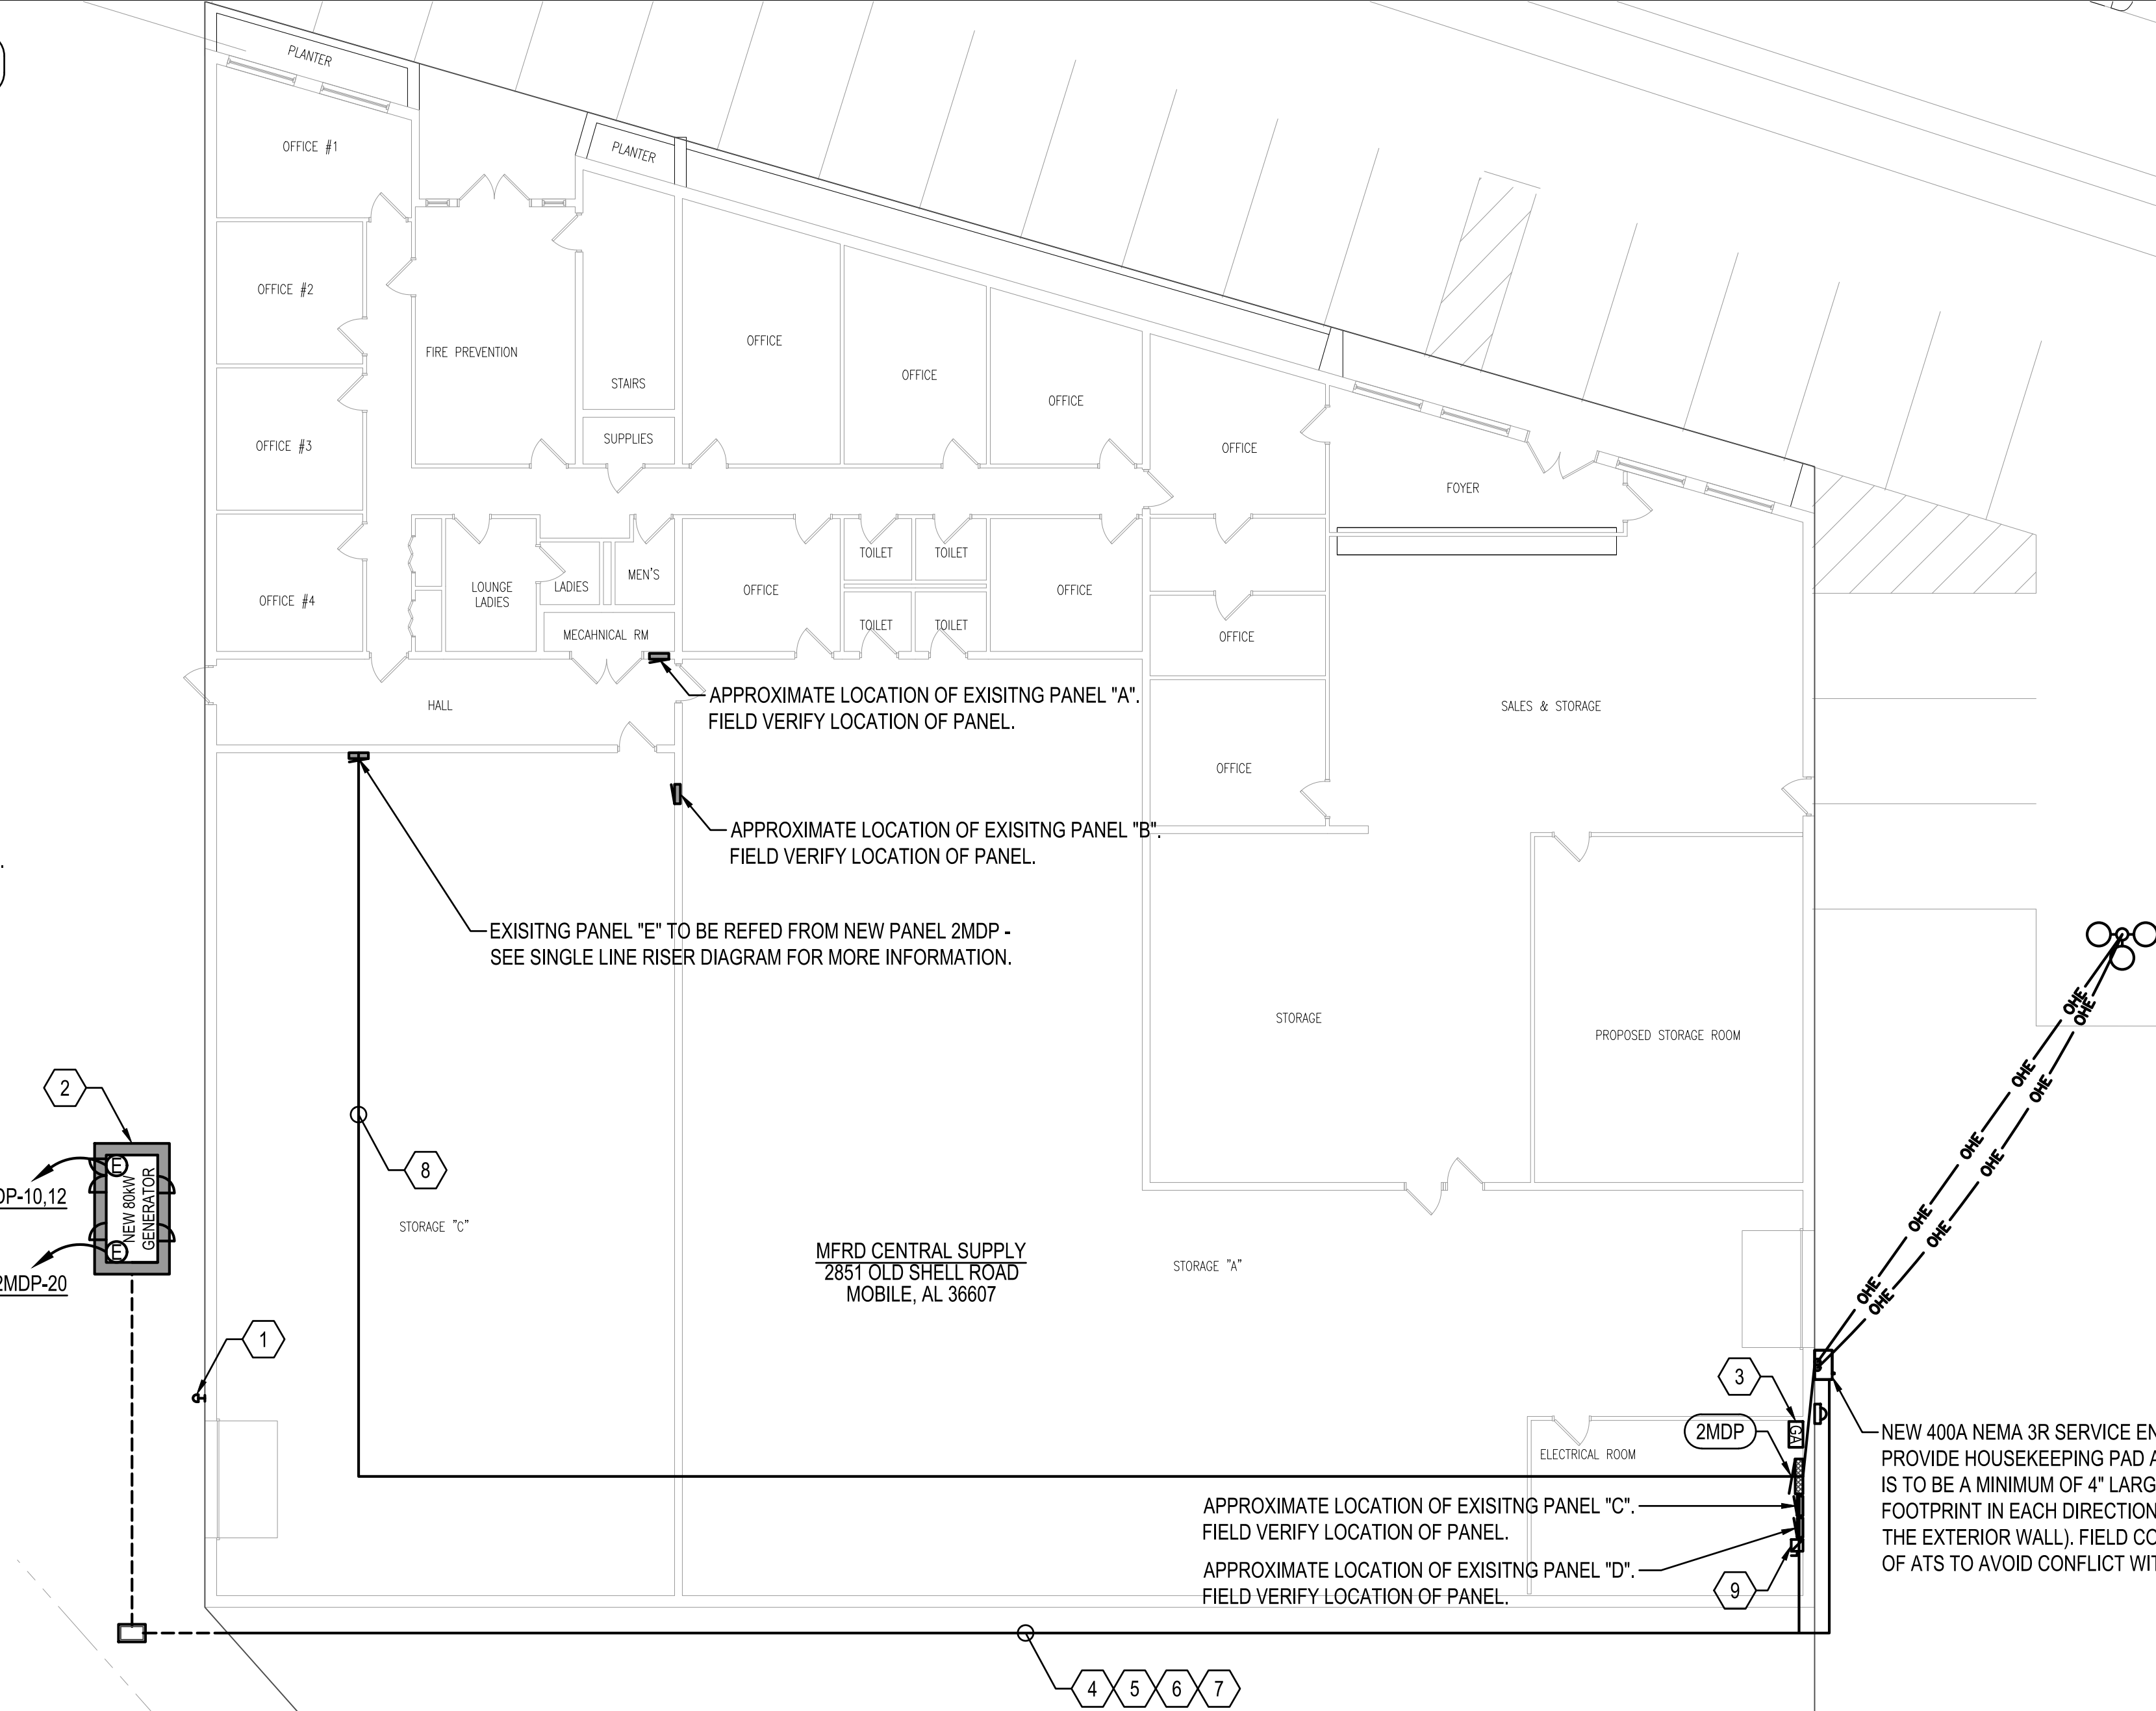 PLANTER
PLANTER
OFFICE #1
OFFICE #2
OFFICE #3
OFFICE #4
FIRE PREVENTION
STAIRS
SUPPLIES
OFFICE
OFFICE
OFFICE
OFFICE
FOYER
LOUNGE
LADIES
LADIES
MEN'S
MECAHNICAL RM
OFFICE
TOILET
TOILET
TOILET
TOILET
OFFICE
OFFICE
OFFICE
HALL
SALES & STORAGE
APPROXIMATE LOCATION OF EXISITNG PANEL "A".
FIELD VERIFY LOCATION OF PANEL.
APPROXIMATE LOCATION OF EXISITNG PANEL "B".
FIELD VERIFY LOCATION OF PANEL.
EXISITNG PANEL "E" TO BE REFED FROM NEW PANEL 2MDP -
SEE SINGLE LINE RISER DIAGRAM FOR MORE INFORMATION.
STORAGE
PROPOSED STORAGE ROOM
OHE
OHE
OHE
OHE
OHE
OHE
OHE
OHE
OHE
OHE
2
DP-10,12
E
NEW 80kW
GENERATOR
E
2MDP-20
8
STORAGE "C"
MFRD CENTRAL SUPPLY
2851 OLD SHELL ROAD
MOBILE, AL 36607
STORAGE "A"
1
3
GA
2MDP
ELECTRICAL ROOM
NEW 400A NEMA 3R SERVICE EN
PROVIDE HOUSEKEEPING PAD A
IS TO BE A MINIMUM OF 4" LARG
FOOTPRINT IN EACH DIRECTION
THE EXTERIOR WALL). FIELD CO
OF ATS TO AVOID CONFLICT WIT
APPROXIMATE LOCATION OF EXISITNG PANEL "C".
FIELD VERIFY LOCATION OF PANEL.
APPROXIMATE LOCATION OF EXISITNG PANEL "D".
FIELD VERIFY LOCATION OF PANEL.
9
4 5 6 7